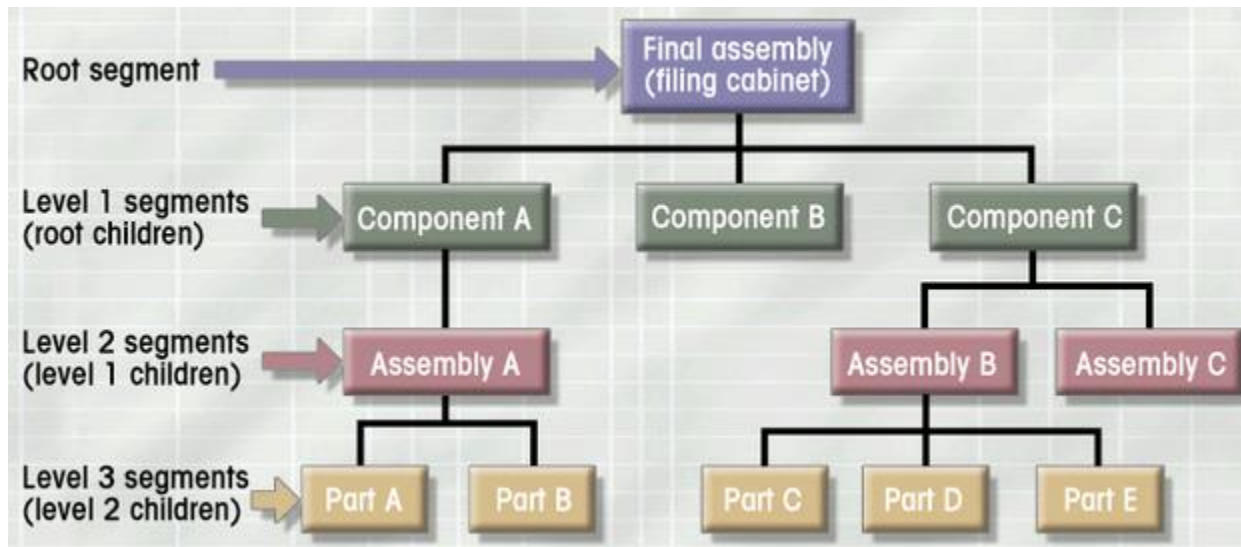 Final assembly
(filing cabinet)
Root segment
Level 1 segments
(root children)
Component A
Component B
Component C
Level 2 segments
(level 1 children)
Assembly A
Assembly B
Assembly C
Level 3 segments
(level 2 children)
Part A
Part B
Part C
Part D
Part E